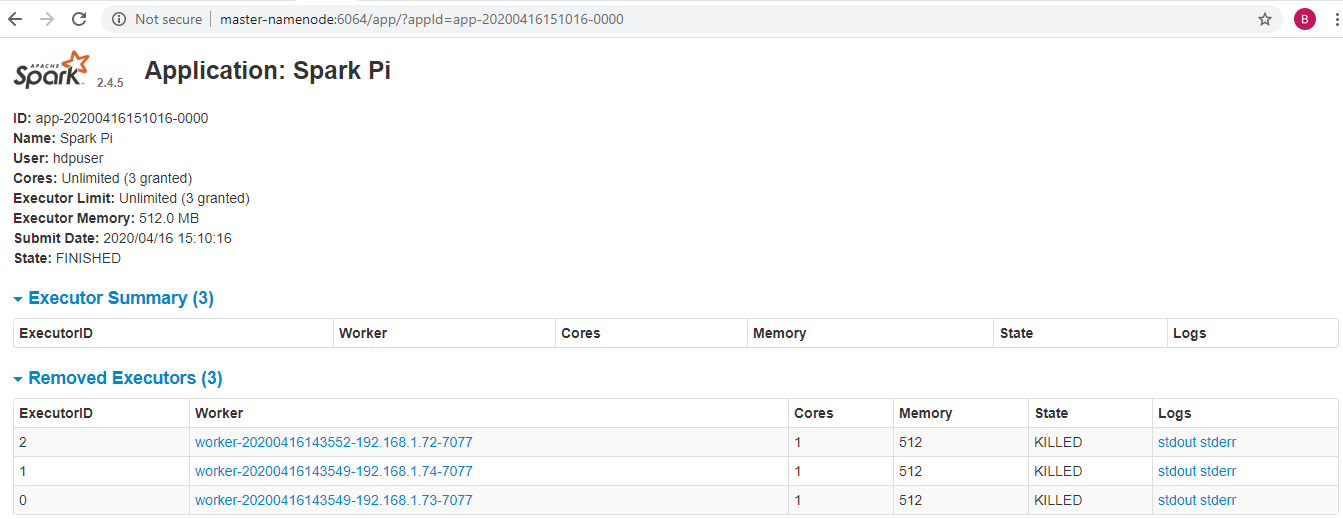 Not secure | master-namenode:6064/app/?appId=app-20200416151016-0000 B
APACHE Spark 2.4.5 Application: Spark Pi
ID: app-20200416151016-0000
Name: Spark Pi
User: hdpuser
Cores: Unlimited (3 granted)
Executor Limit: Unlimited (3 granted)
Executor Memory: 512.0 MB
Submit Date: 2020/04/16 15:10:16
State: FINISHED
Executor Summary (3)
ExecutorID Worker Cores Memory State Logs
Removed Executors (3)
ExecutorID Worker Cores Memory State Logs
2 worker-20200416143552-192.168.1.72-7077 1 512 KILLED stdout stderr
1 worker-20200416143549-192.168.1.74-7077 1 512 KILLED stdout stderr
0 worker-20200416143549-192.168.1.73-7077 1 512 KILLED stdout stderr